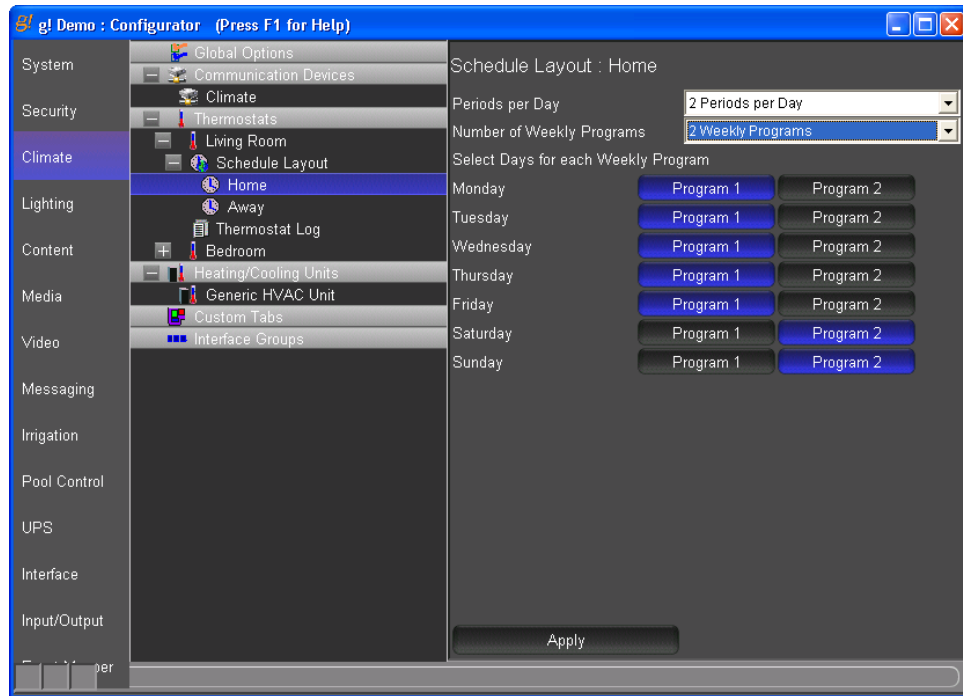 g! g! Demo : Configurator (Press F1 for Help)
System
Security
Climate
Lighting
Content
Media
Video
Messaging
Irrigation
Pool Control
UPS
Interface
Input/Output
Global Options
Communication Devices
Climate
Thermostats
Living Room
Schedule Layout
Home
Away
Thermostat Log
Bedroom
Heating/Cooling Units
Generic HVAC Unit
Custom Tabs
Interface Groups
Schedule Layout : Home
Periods per Day 2 Periods per Day
Number of Weekly Programs 2 Weekly Programs
Select Days for each Weekly Program
Monday Program 1 Program 2
Tuesday Program 1 Program 2
Wednesday Program 1 Program 2
Thursday Program 1 Program 2
Friday Program 1 Program 2
Saturday Program 1 Program 2
Sunday Program 1 Program 2
Apply